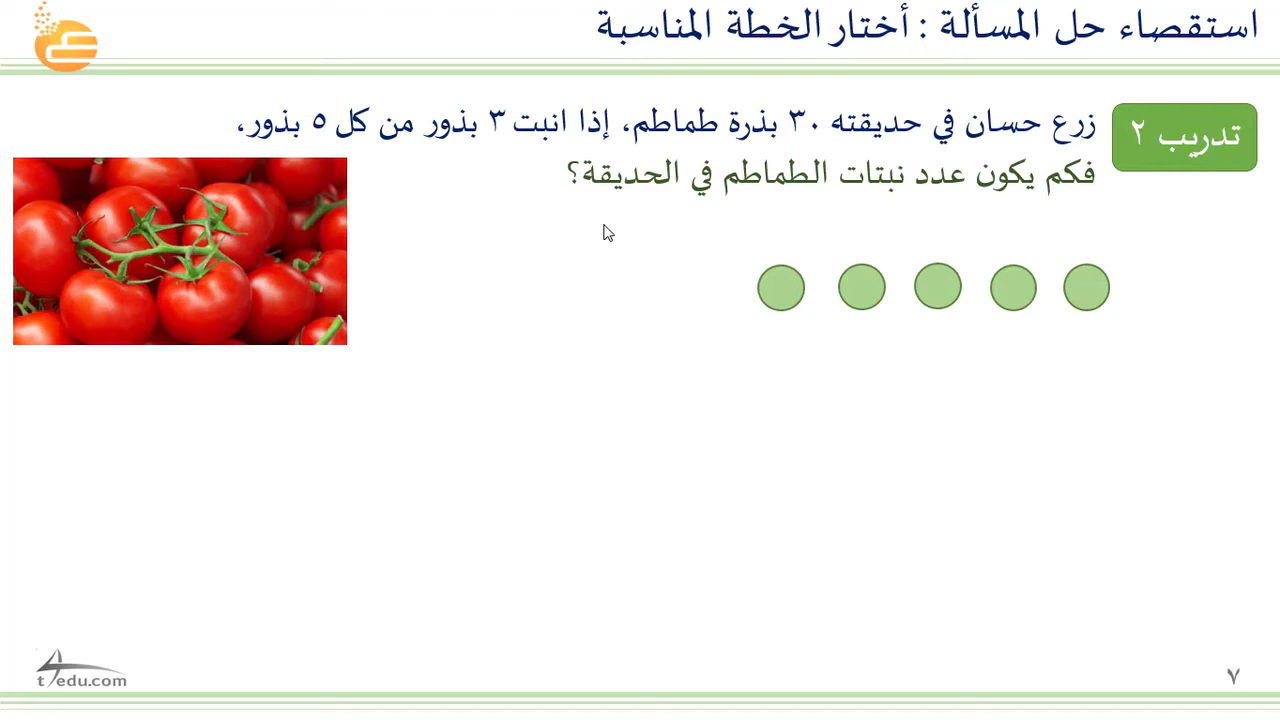 استقصاء حل المسألة : أختار الخطة المناسبة
تدريب ٢
زرع حسان في حديقته ٣٠ بذرة طماطم، إذا انبت ٣ بذور من كل ٥ بذور،
فكم يكون عدد نبتات الطماطم في الحديقة؟
t4edu.com
٧